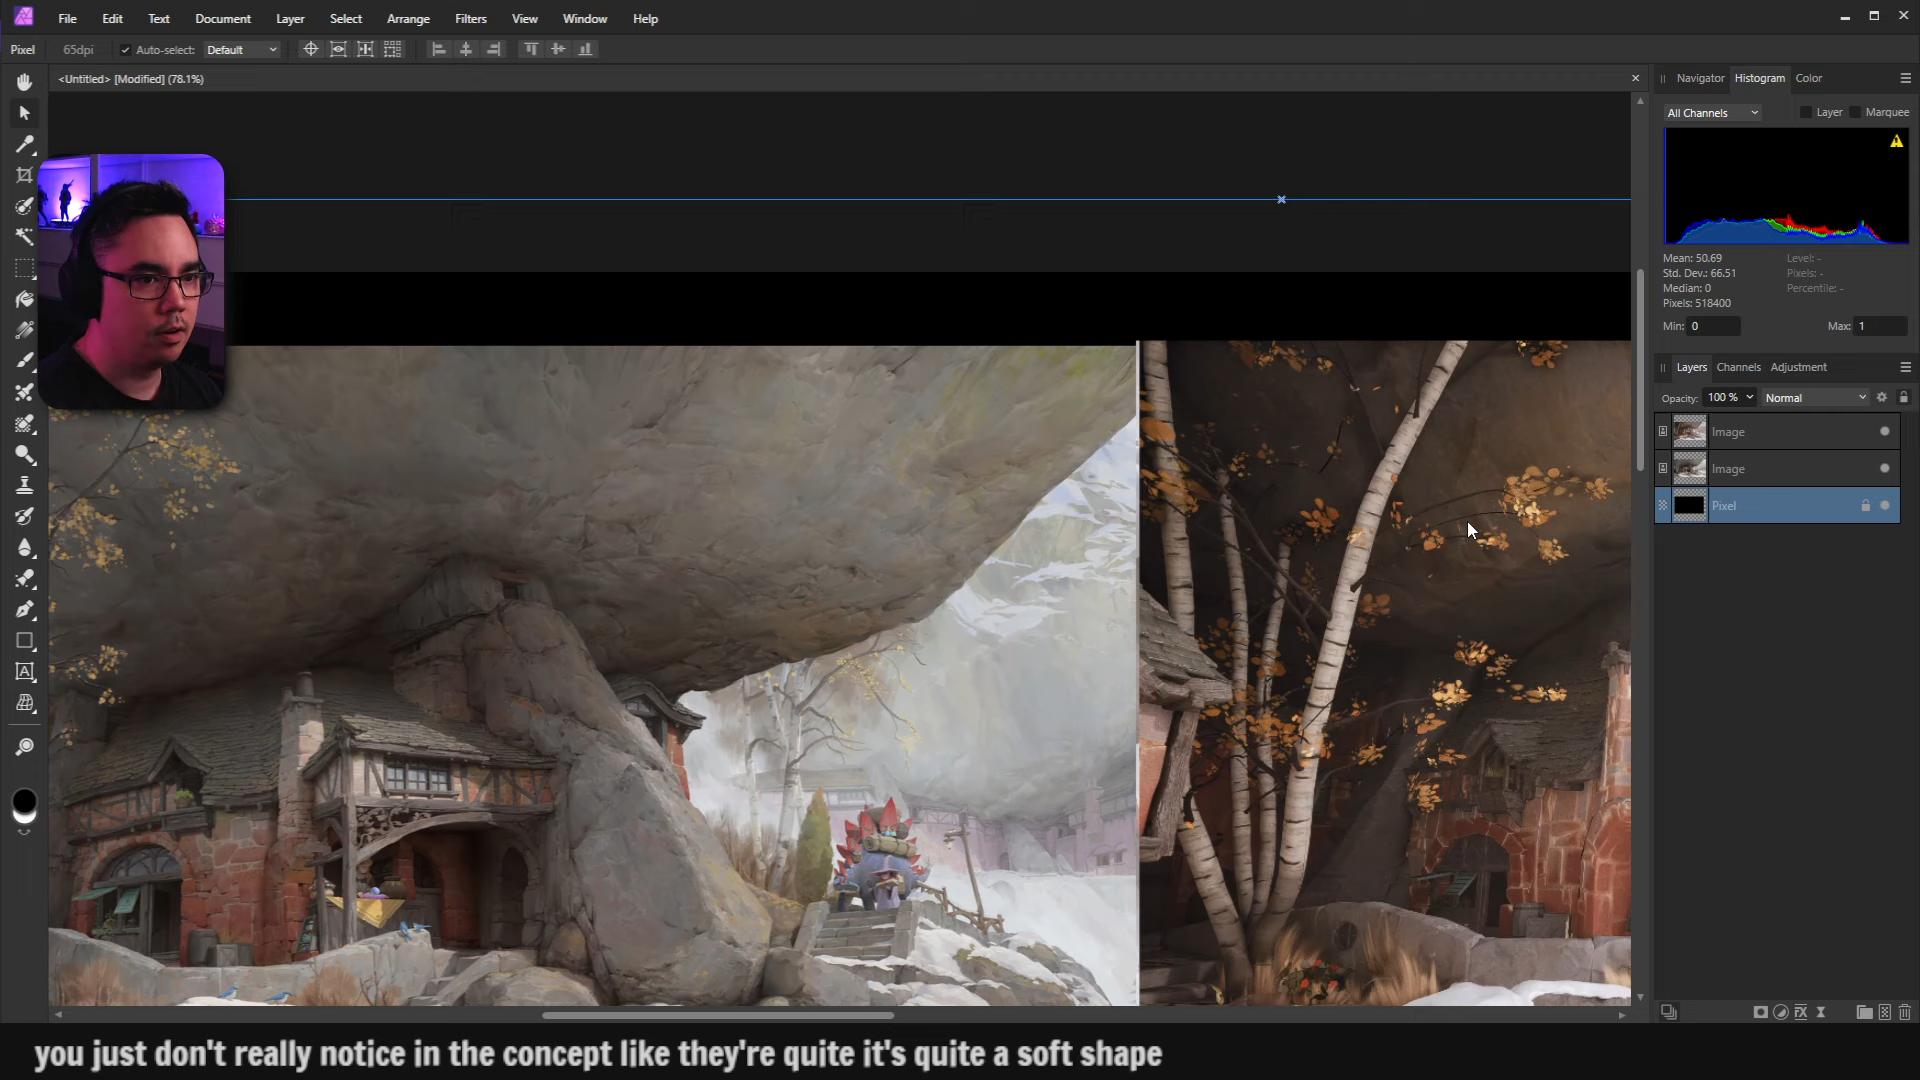 File Edit Text Document Layer Select Arrange Filters View Window Help
Pixel 65dpi Auto-select: Default
<Untitled> [Modified] (78.1%)
Navigator Histogram Color
All Channels Layer Marquee
Mean: 50.69 Level: -
Std. Dev.: 66.51 Pixels: -
Median: 0 Percentile: -
Pixels: 518400
Min: 0 Max: 1
Layers Channels Adjustment
Opacity: 100 % Normal
Image
Image
Pixel
you just don't really notice in the concept like they're quite it's quite a soft shape